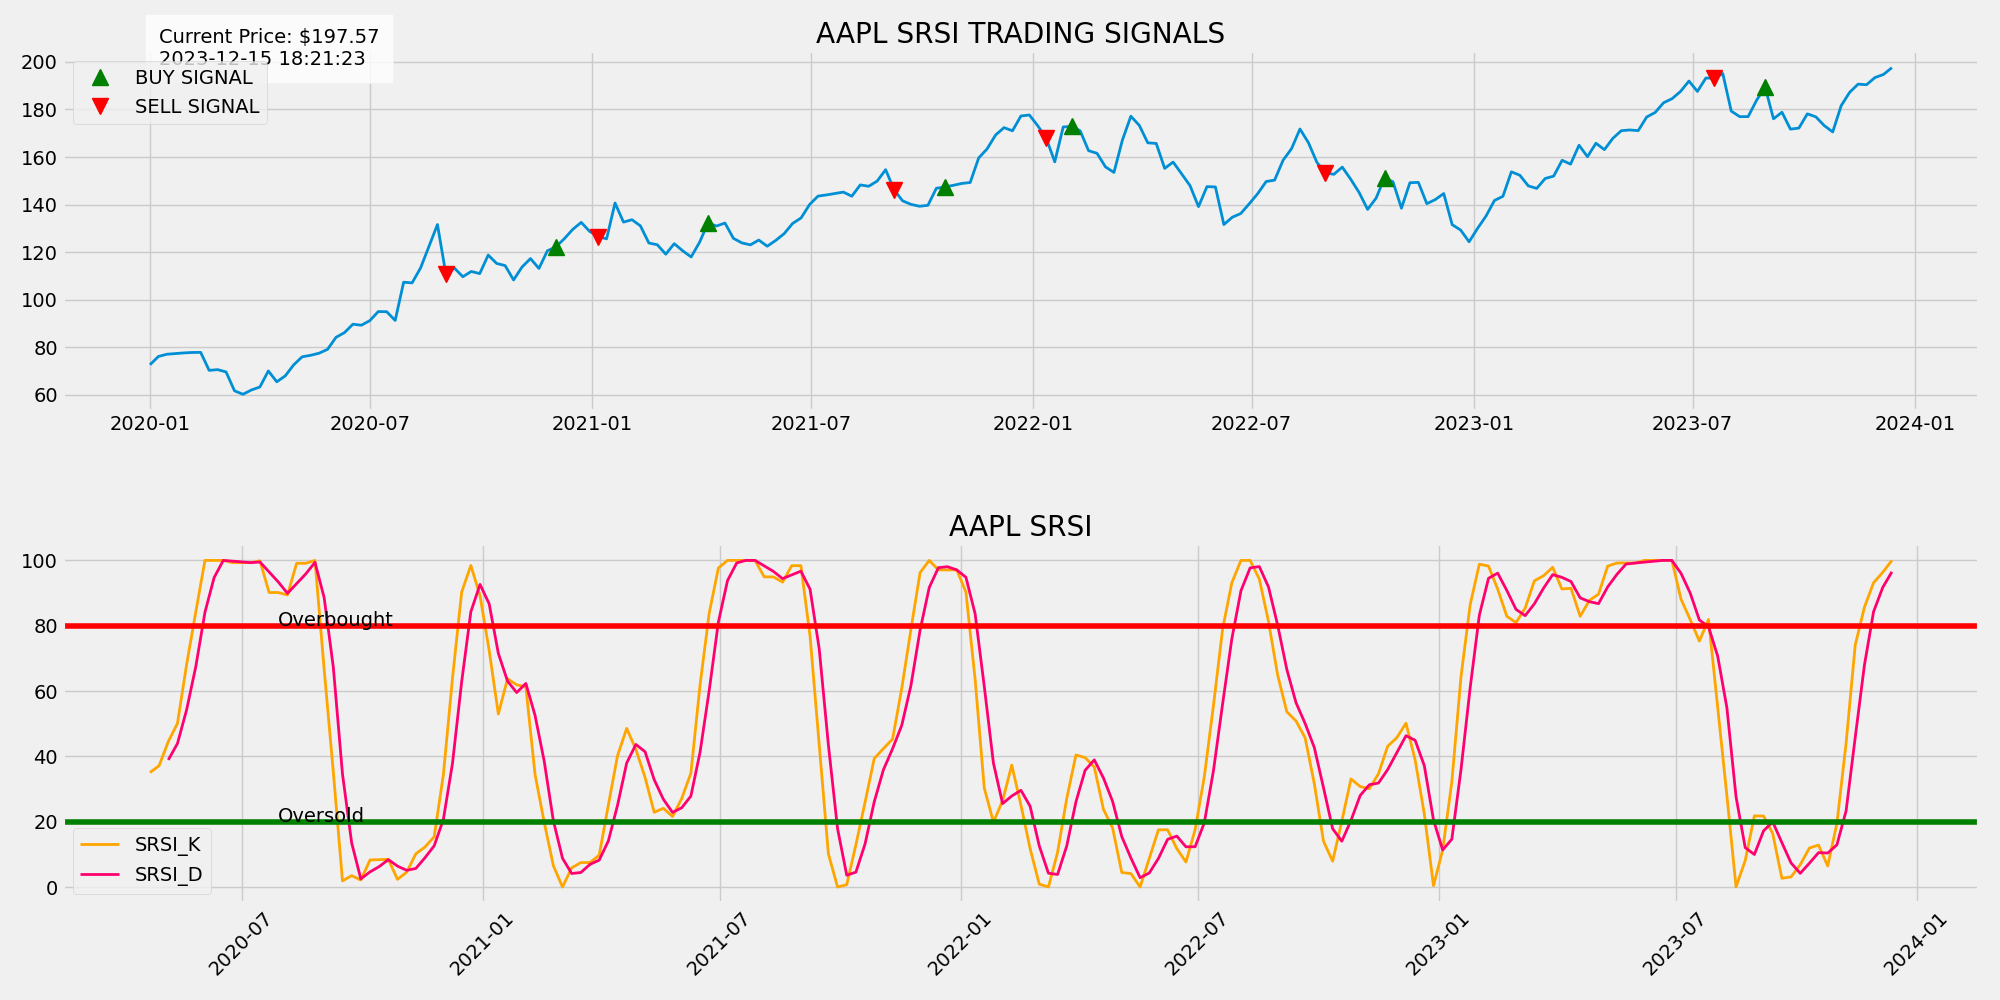 AAPL SRSI TRADING SIGNALS
Current Price: $197.57
2023-12-15 18:21:23
BUY SIGNAL
SELL SIGNAL
200
180
160
140
120
100
80
60
2020-01 2020-07 2021-01 2021-07 2022-01 2022-07 2023-01 2023-07 2024-01
AAPL SRSI
100
80
60
40
20
0
Overbought
Oversold
SRSI_K
SRSI_D
2020-07 2021-01 2021-07 2022-01 2022-07 2023-01 2023-07 2024-01